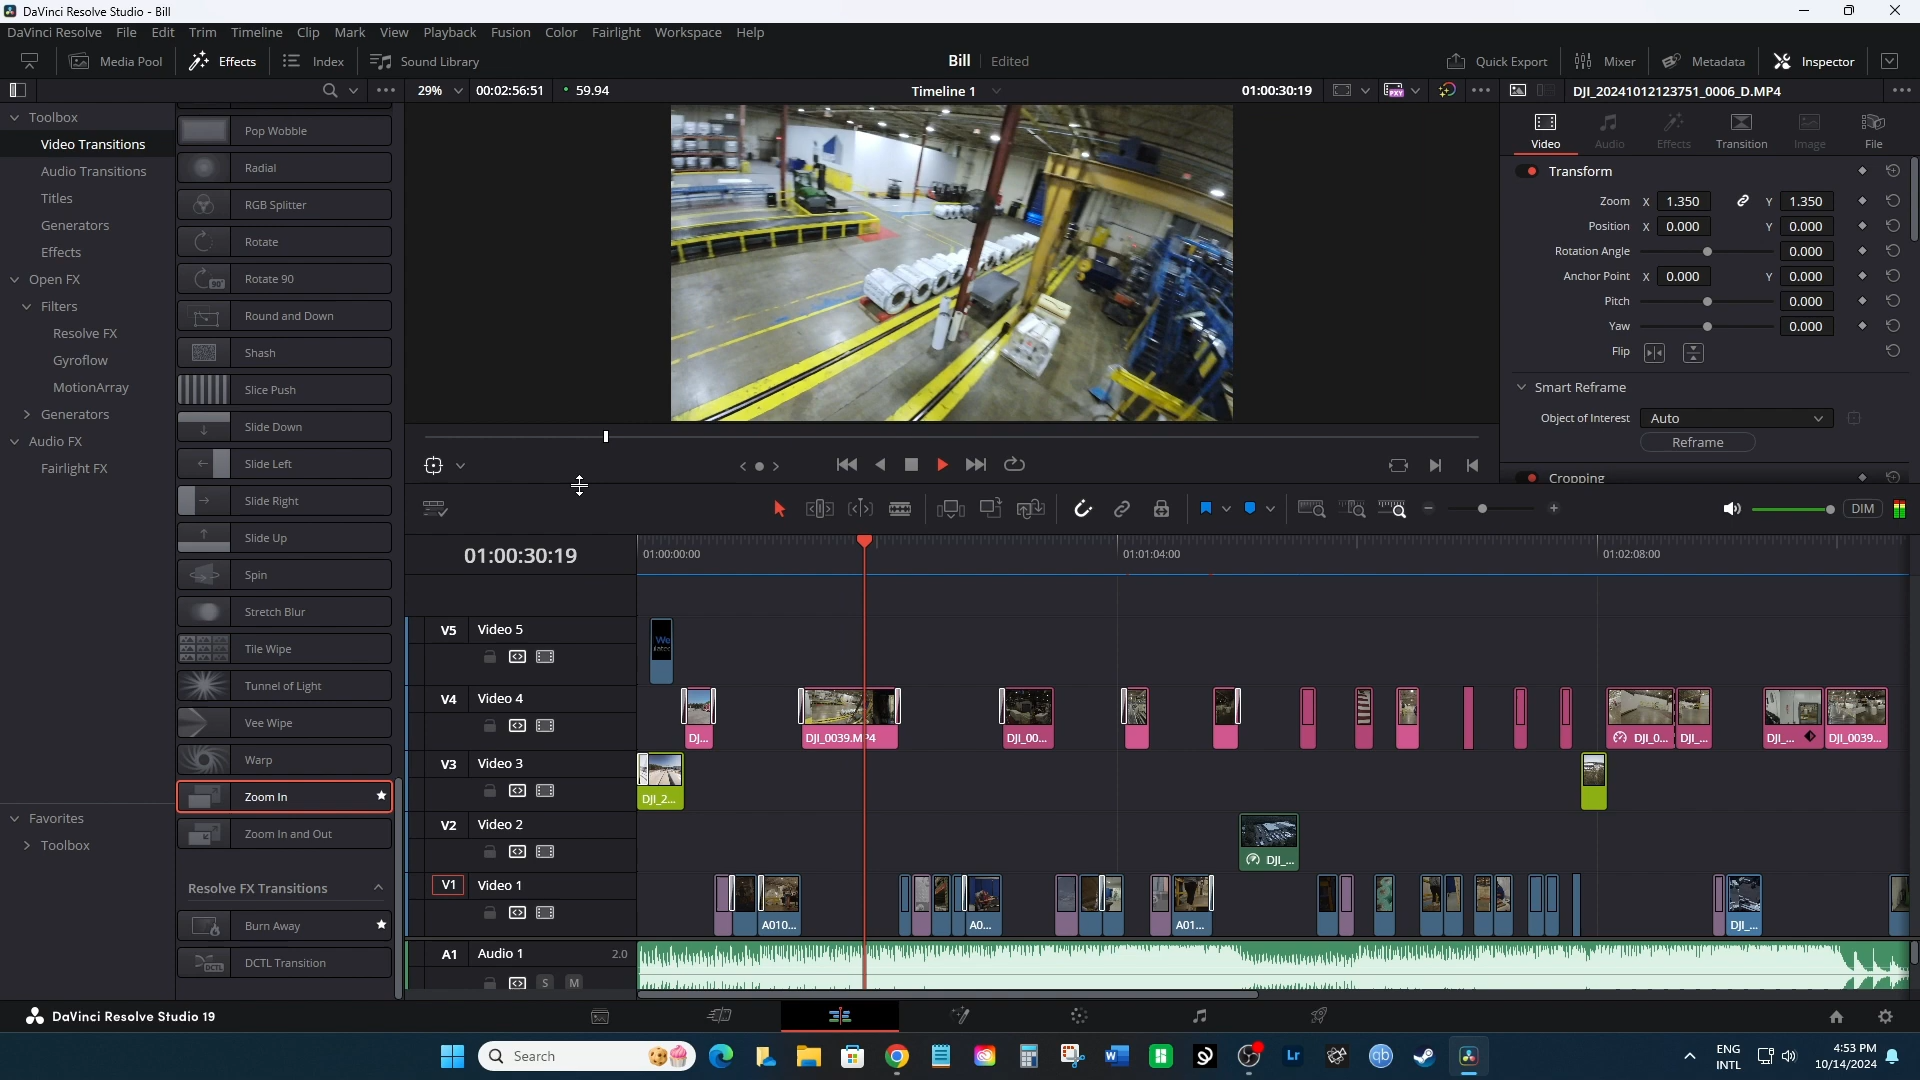 DaVinci Resolve Studio - Bill
DaVinci Resolve File Edit Trim Timeline Clip Mark View Playback Fusion Color Fairlight Workspace Help
Media Pool Effects Index Sound Library Bill Edited Quick Export Mixer Metadata Inspector
29% 00:02:56:51 59.94 Timeline 1 01:00:30:19 DJI_20241012123751_0006_D.MP4
Toolbox
Video Transitions
Audio Transitions
Titles
Generators
Effects
Open FX
Filters
Resolve FX
Gyroflow
MotionArray
Generators
Audio FX
Fairlight FX
Favorites
Toolbox
Pop Wobble
Radial
RGB Splitter
Rotate
Rotate 90
Round and Down
Shash
Slice Push
Slide Down
Slide Left
Slide Right
Slide Up
Spin
Stretch Blur
Tile Wipe
Tunnel of Light
Vee Wipe
Warp
Zoom In
Zoom In and Out
Resolve FX Transitions
Burn Away
DCTL Transition
Video Audio Effects Transition Image File
Transform
Zoom X 1.350 Y 1.350
Position X 0.000 Y 0.000
Rotation Angle 0.000
Anchor Point X 0.000 Y 0.000
Pitch 0.000
Yaw 0.000
Flip
Smart Reframe
Object of Interest Auto
Reframe
Cropping
DIM
01:00:30:19 01:00:00:00 01:01:04:00 01:02:08:00
V5 Video 5
We
V4 Video 4
DJ... DJI_0039.MP4 DJI_00... DJI_0... DJI_... DJI_... DJI_0039...
V3 Video 3
DJI_2...
V2 Video 2
DJI_...
V1 Video 1
A010... A0... A01... DJI_...
A1 Audio 1 2.0
S M
DaVinci Resolve Studio 19
Search
ENG
INTL
4:53 PM
10/14/2024